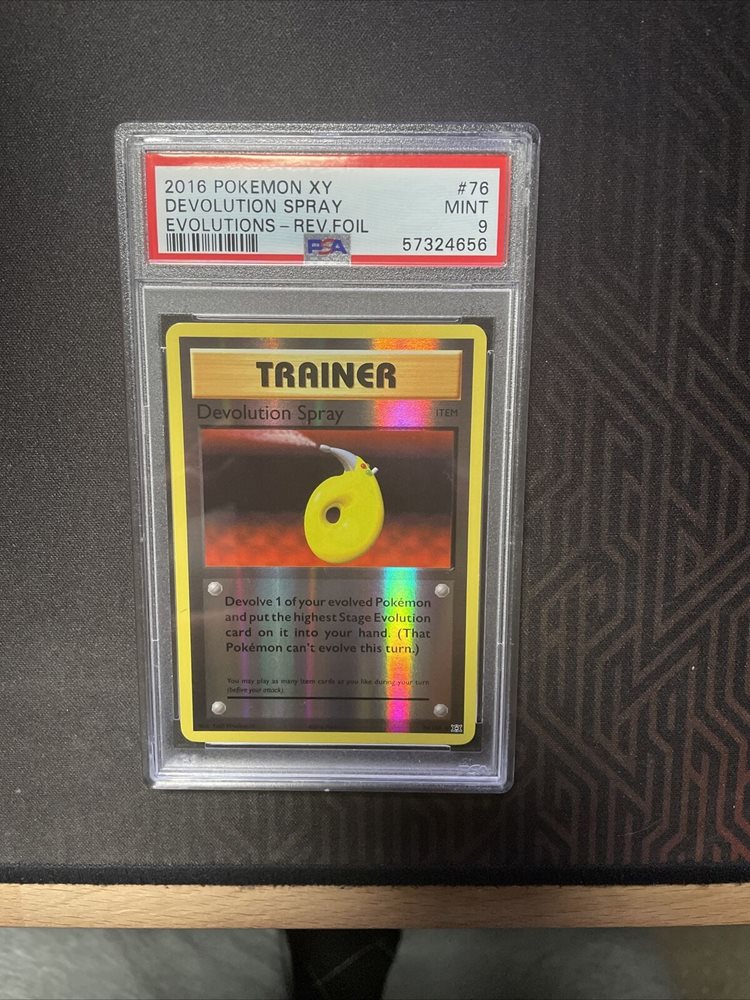 2016 POKEMON XY #76
DEVOLUTION SPRAY MINT
EVOLUTIONS - REV.FOIL 9
PSA 57324656
TRAINER
Devolution Spray ITEM
Devolve 1 of your evolved Pokémon
and put the highest Stage Evolution
card on it into your hand. (That
Pokémon can't evolve this turn.)
You may play as many Item cards as you like during your turn
(before your attack).